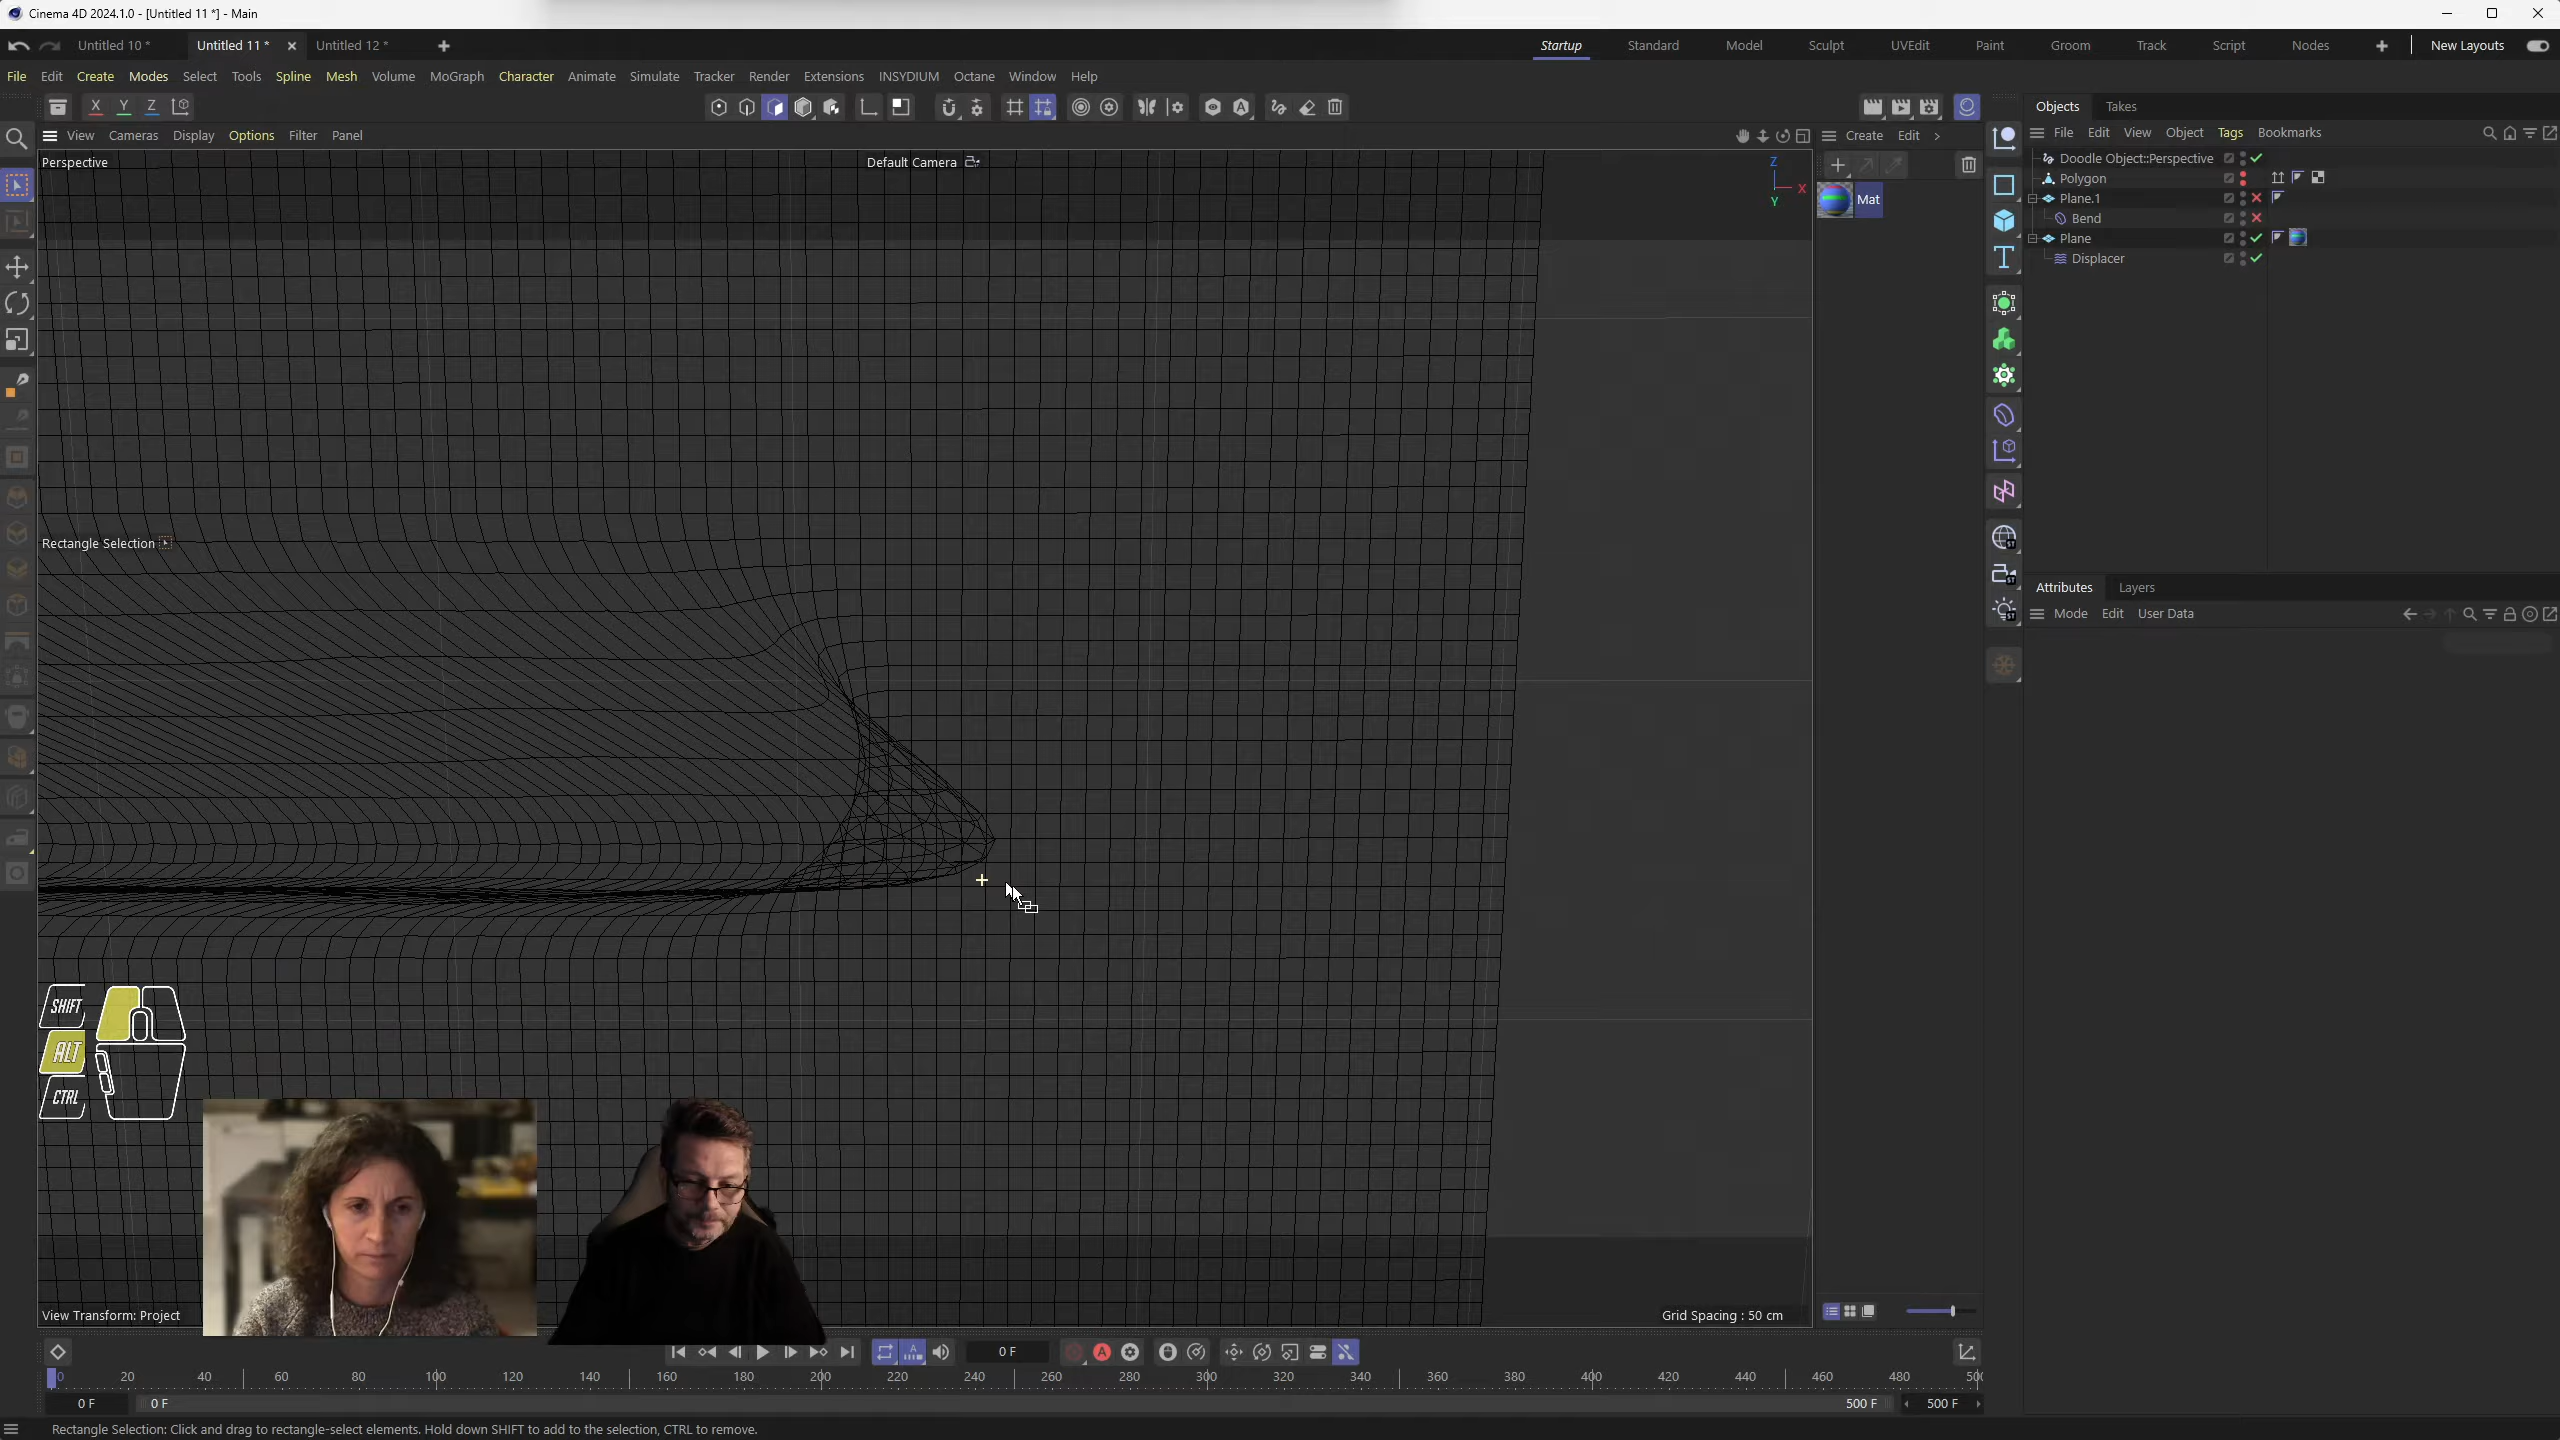 Cinema 4D 2024.1.0 - [Untitled 11 *] - Main
Untitled 10 * Untitled 11 * Untitled 12 *
Startup Standard Model Sculpt UVEdit Paint Groom Track Script Nodes New Layouts
File Edit Create Modes Select Tools Spline Mesh Volume MoGraph Character Animate Simulate Tracker Render Extensions INSYDIUM Octane Window Help
X Y Z
View Cameras Display Options Filter Panel
Create Edit
Objects Takes
File Edit View Object Tags Bookmarks
Perspective
Default Camera
Z
X
Y
Mat
Doodle Object::Perspective
Polygon
Plane.1
Bend
Plane
Displacer
Rectangle Selection
Attributes Layers
Mode Edit User Data
SHIFT
ALT
CTRL
View Transform: Project
Grid Spacing : 50 cm
0 F
0 20 40 60 80 100 120 140 160 180 200 220 240 260 280 300 320 340 360 380 400 420 440 460 480 50
0 F 0 F 500 F 500 F
Rectangle Selection: Click and drag to rectangle-select elements. Hold down SHIFT to add to the selection, CTRL to remove.